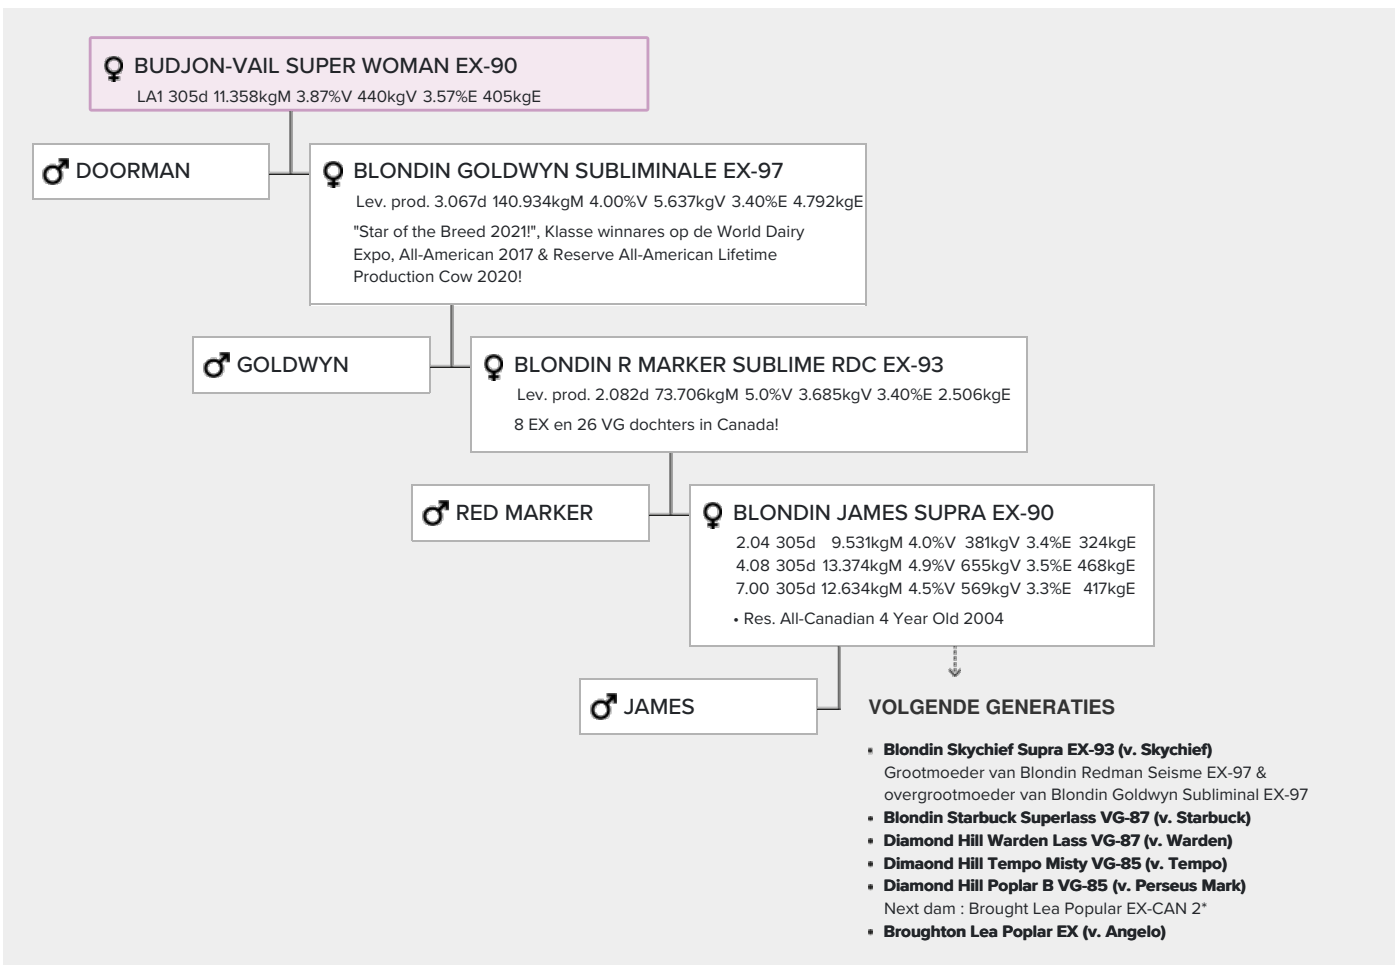 BUDJON-VAIL SUPER WOMAN EX-90
LA1 305d 11.358kgM 3.87%V 440kgV 3.57%E 405kgE
DOORMAN
BLONDIN GOLDWYN SUBLIMINALE EX-97
Lev. prod. 3.067d 140.934kgM 4.00%V 5.637kgV 3.40%E 4.792kgE
"Star of the Breed 2021!", Klasse winnares op de World Dairy
Expo, All-American 2017 & Reserve All-American Lifetime
Production Cow 2020!
GOLDWYN
BLONDIN R MARKER SUBLIME RDC EX-93
Lev. prod. 2.082d 73.706kgM 5.0%V 3.685kgV 3.40%E 2.506kgE
8 EX en 26 VG dochters in Canada!
RED MARKER
BLONDIN JAMES SUPRA EX-90
2.04 305d 9.531kgM 4.0%V 381kgV 3.4%E 324kgE
4.08 305d 13.374kgM 4.9%V 655kgV 3.5%E 468kgE
7.00 305d 12.634kgM 4.5%V 569kgV 3.3%E 417kgE
• Res. All-Canadian 4 Year Old 2004
JAMES
VOLGENDE GENERATIES
• Blondin Skychief Supra EX-93 (v. Skychief)
Grootmoeder van Blondin Redman Seisme EX-97 &
overgrootmoeder van Blondin Goldwyn Subliminal EX-97
• Blondin Starbuck Superlass VG-87 (v. Starbuck)
• Diamond Hill Warden Lass VG-87 (v. Warden)
• Dimaond Hill Tempo Misty VG-85 (v. Tempo)
• Diamond Hill Poplar B VG-85 (v. Perseus Mark)
Next dam : Brought Lea Popular EX-CAN 2*
• Broughton Lea Poplar EX (v. Angelo)